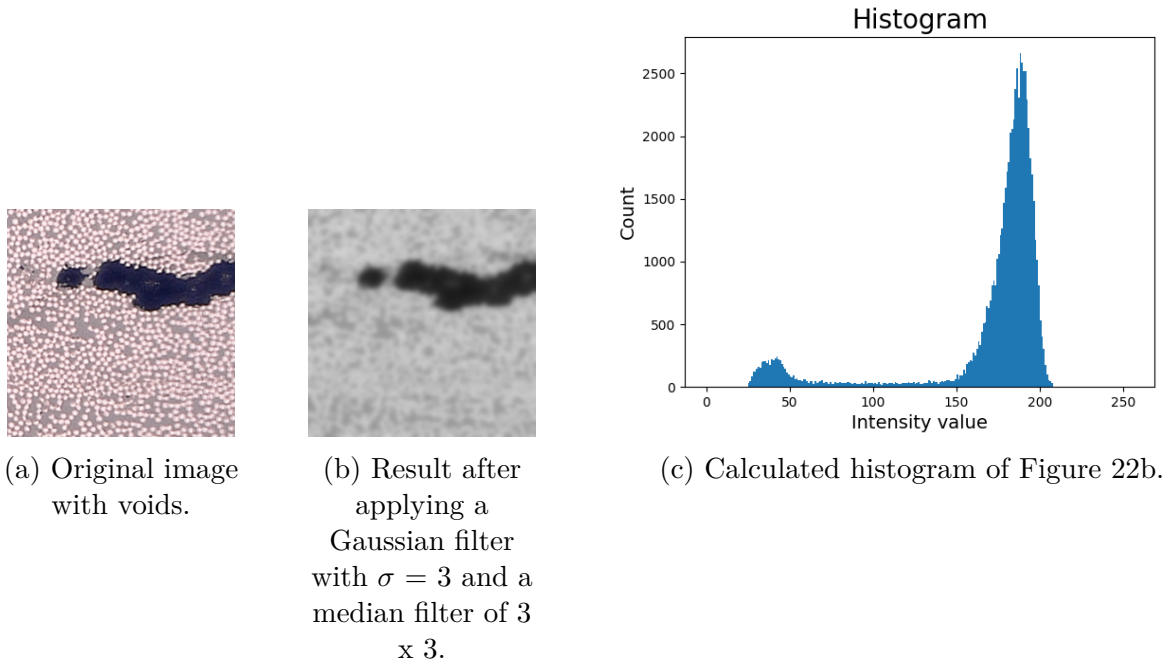 Histogram
2500
2000
1500
1000
500
0
Count
0 50 100 150 200 250
Intensity value
(a) Original image
with voids.
(b) Result after
applying a
Gaussian filter
with σ = 3 and a
median filter of 3
x 3.
(c) Calculated histogram of Figure 22b.